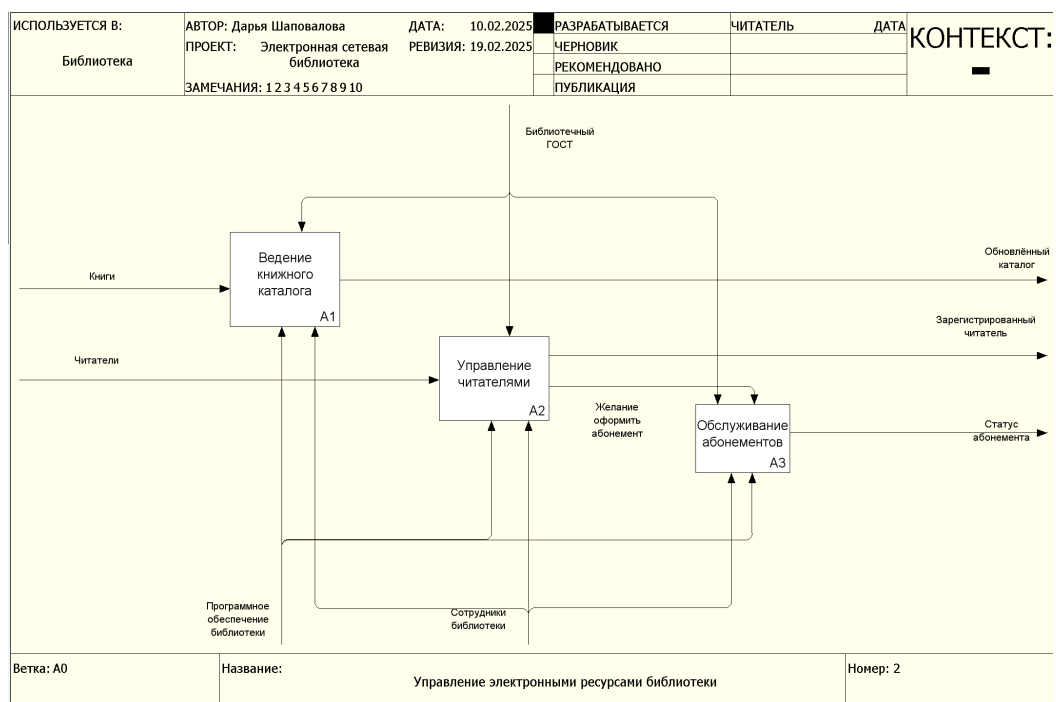 ИСПОЛЬЗУЕТСЯ В:
Библиотека
АВТОР: Дарья Шаповалова
ДАТА: 10.02.2025
ПРОЕКТ: Электронная сетевая
библиотека
РЕВИЗИЯ: 19.02.2025
ЗАМЕЧАНИЯ: 1 2 3 4 5 6 7 8 9 10
РАЗРАБАТЫВАЕТСЯ
ЧЕРНОВИК
РЕКОМЕНДОВАНО
ПУБЛИКАЦИЯ
ЧИТАТЕЛЬ ДАТА
КОНТЕКСТ:
Библиотечный
ГОСТ
Ведение
книжного
каталога
A1
Книги
Обновлённый
каталог
Зарегистрированный
читатель
Читатели
Управление
читателями
A2
Желание
оформить
абонемент
Обслуживание
абонементов
A3
Статус
абонемента
Программное
обеспечение
библиотеки
Сотрудники
библиотеки
Ветка: A0
Название:
Управление электронными ресурсами библиотеки
Номер: 2